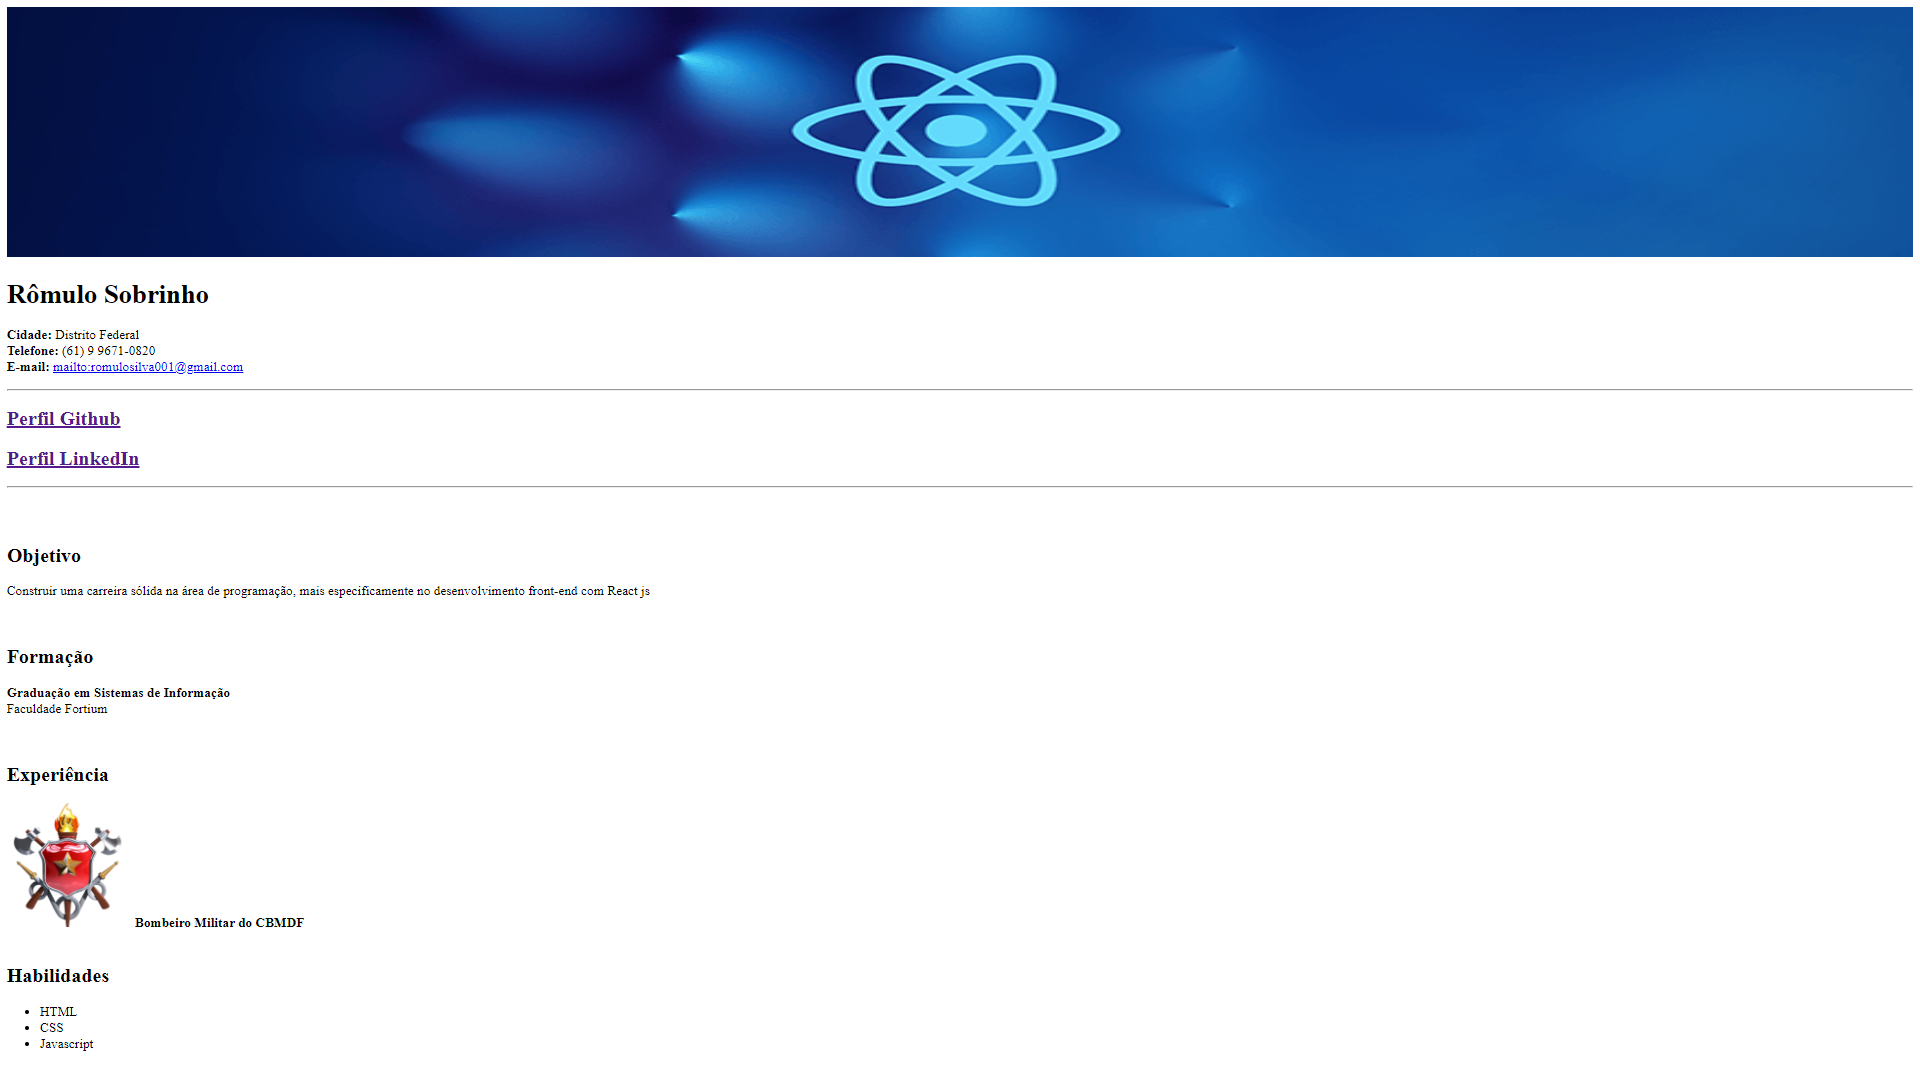 Rômulo Sobrinho
Cidade: Distrito Federal
Telefone: (61) 9 9671-0820
E-mail: mailto:romulosilva001@gmail.com
Perfil Github
Perfil LinkedIn
Objetivo
Construir uma carreira sólida na área de programação, mais especificamente no desenvolvimento front-end com React js
Formação
Graduação em Sistemas de Informação
Faculdade Fortium
Experiência
Bombeiro Militar do CBMDF
Habilidades
• HTML
• CSS
• Javascript